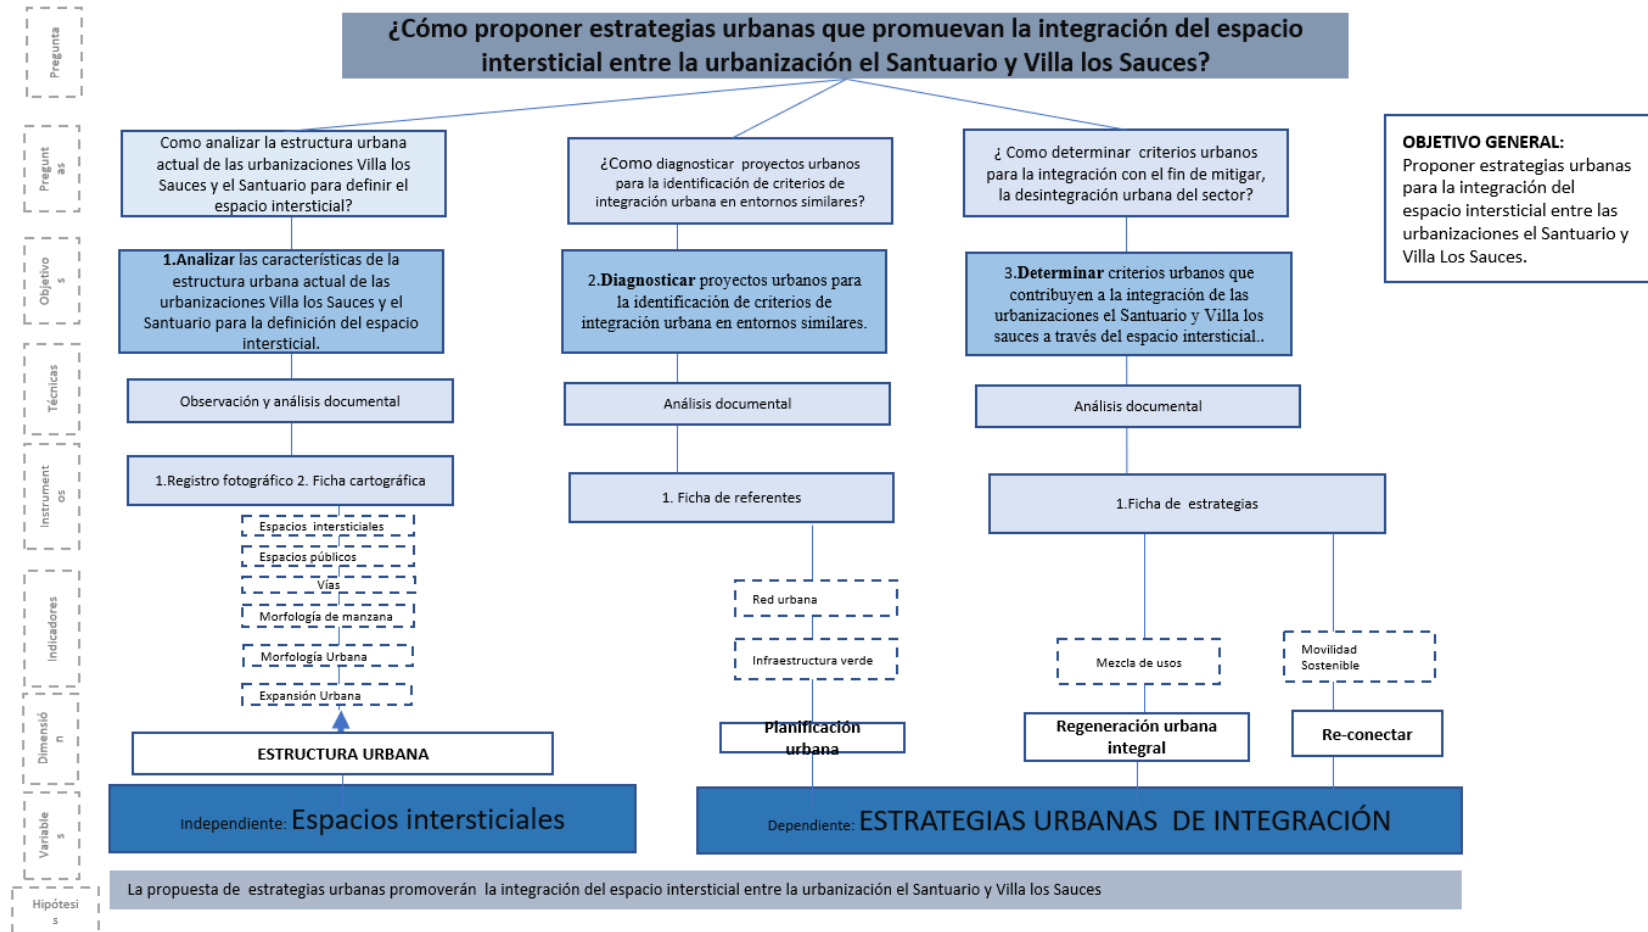 Pregunta
¿Cómo proponer estrategias urbanas que promuevan la integración del espacio
intersticial entre la urbanización el Santuario y Villa los Sauces?
Pregunt
as
Como analizar la estructura urbana
actual de las urbanizaciones Villa los
Sauces y el Santuario para definir el
espacio intersticial?
¿Como diagnosticar proyectos urbanos
para la identificación de criterios de
integración urbana en entornos similares?
¿ Como determinar criterios urbanos
para la integración con el fin de mitigar,
la desintegración urbana del sector?
OBJETIVO GENERAL:
Proponer estrategias urbanas
para la integración del
espacio intersticial entre las
urbanizaciones el Santuario y
Villa Los Sauces.
Objetivo
s
1.Analizar las características de la
estructura urbana actual de las
urbanizaciones Villa los Sauces y el
Santuario para la definición del espacio
intersticial.
2.Diagnosticar proyectos urbanos para
la identificación de criterios de
integración urbana en entornos similares.
3.Determinar criterios urbanos que
contribuyen a la integración de las
urbanizaciones el Santuario y Villa los
sauces a través del espacio intersticial..
Técnicas
Observación y análisis documental
Análisis documental
Análisis documental
Instrument
os
1.Registro fotográfico 2. Ficha cartográfica
1. Ficha de referentes
1.Ficha de estrategias
Indicadores
Espacios intersticiales
Espacios públicos
Vías
Morfología de manzana
Morfología Urbana
Expansión Urbana
Red urbana
Infraestructura verde
Mezcla de usos
Movilidad
Sostenible
Dimensió
n
ESTRUCTURA URBANA
Planificación
urbana
Regeneración urbana
integral
Re-conectar
Variable
s
Independiente: Espacios intersticiales
Dependiente: ESTRATEGIAS URBANAS DE INTEGRACIÓN
Hipótesi
s
La propuesta de estrategias urbanas promoverán la integración del espacio intersticial entre la urbanización el Santuario y Villa los Sauces